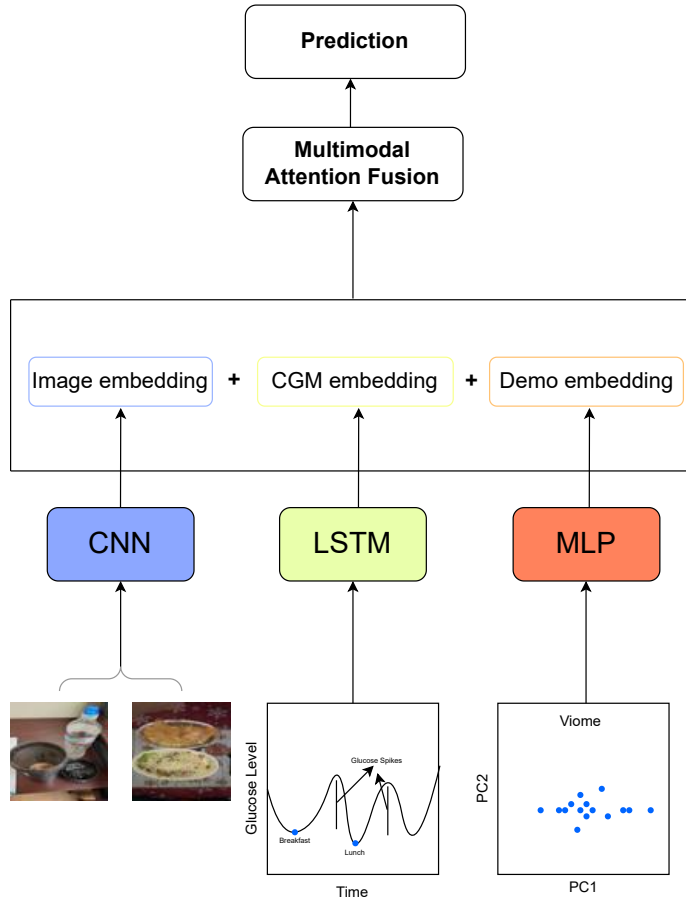 Prediction
Multimodal
Attention Fusion
Image embedding + CGM embedding + Demo embedding
CNN
LSTM
MLP
Glucose Level
Glucose Spikes
Breakfast
Lunch
Time
Viome
PC2
PC1